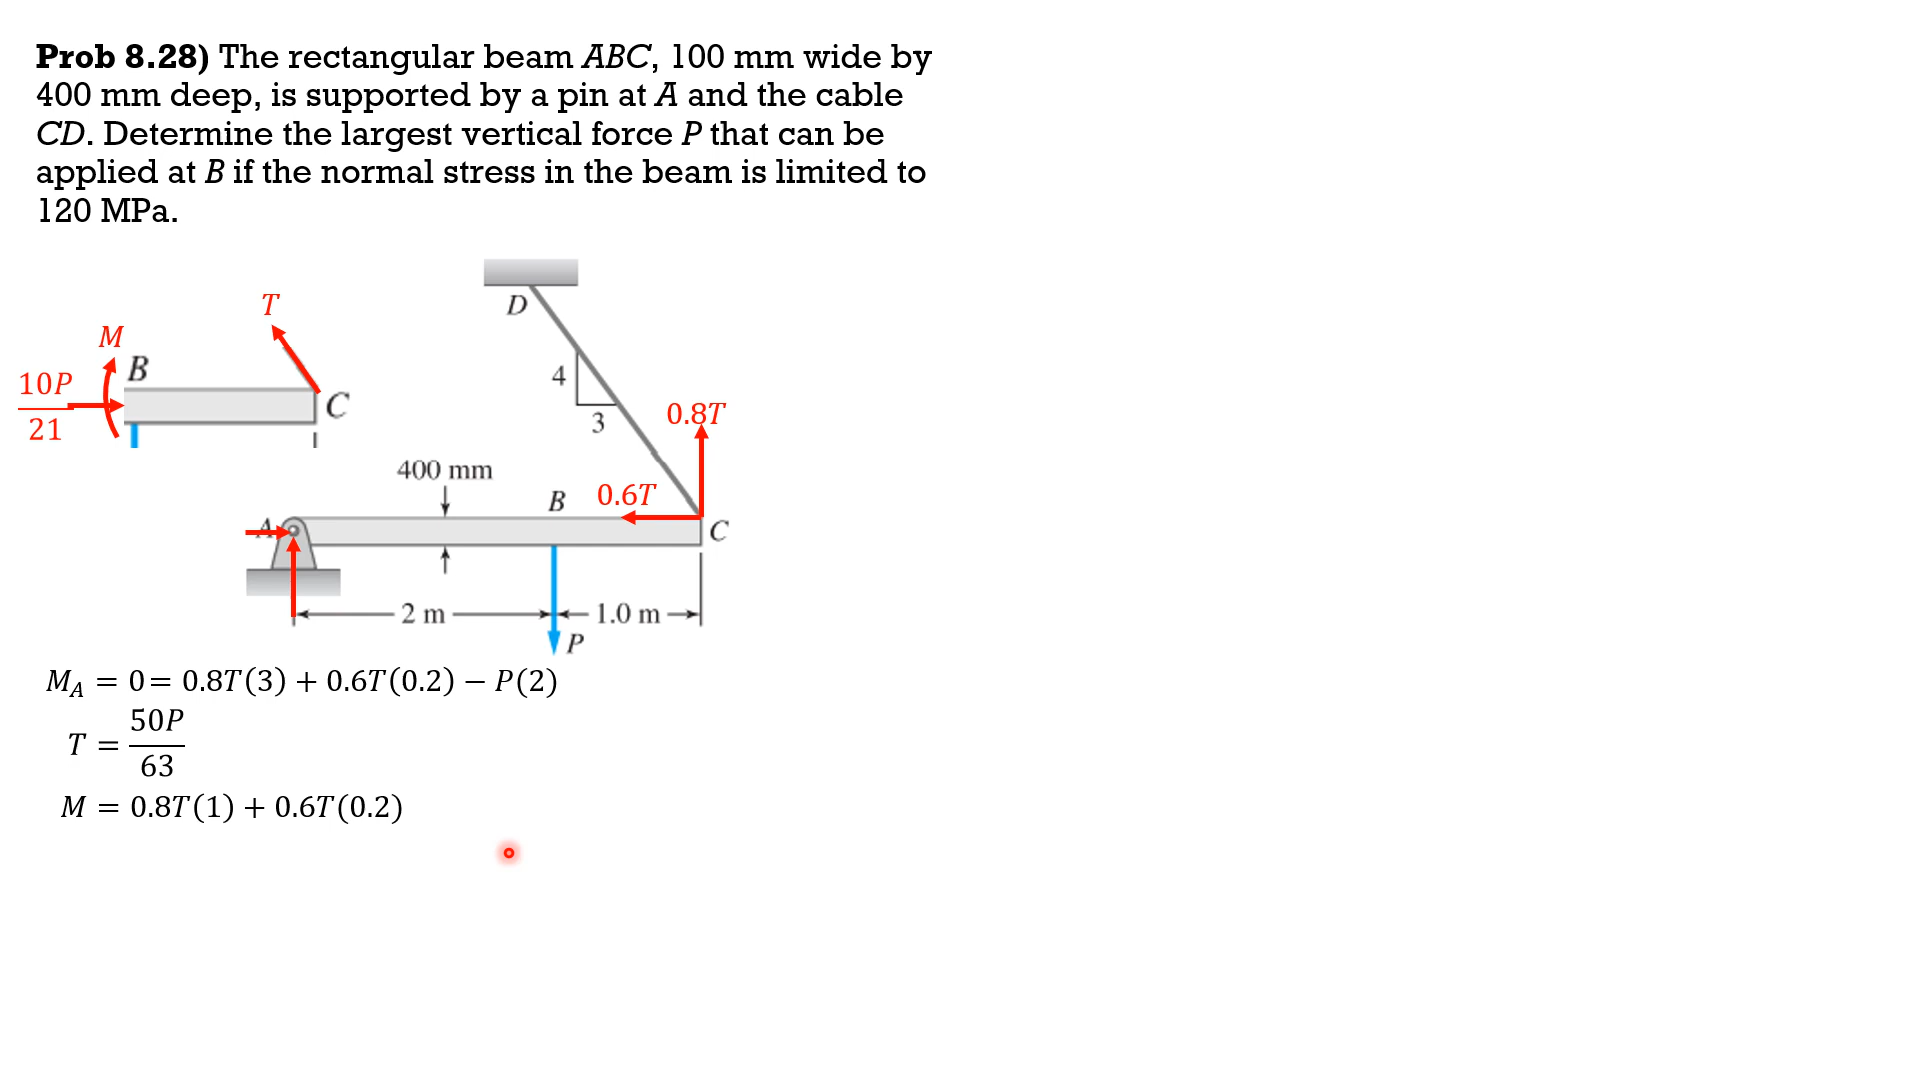 Prob 8.28) The rectangular beam ABC, 100 mm wide by
400 mm deep, is supported by a pin at A and the cable
CD. Determine the largest vertical force P that can be
applied at B if the normal stress in the beam is limited to
120 MPa.
T
M
B
10P
21
C
D
4
3
0.8T
400 mm
B
0.6T
A
C
2 m
1.0 m
P
M_A = 0 = 0.8T(3) + 0.6T(0.2) − P(2)
T = 50P/63
M = 0.8T(1) + 0.6T(0.2)